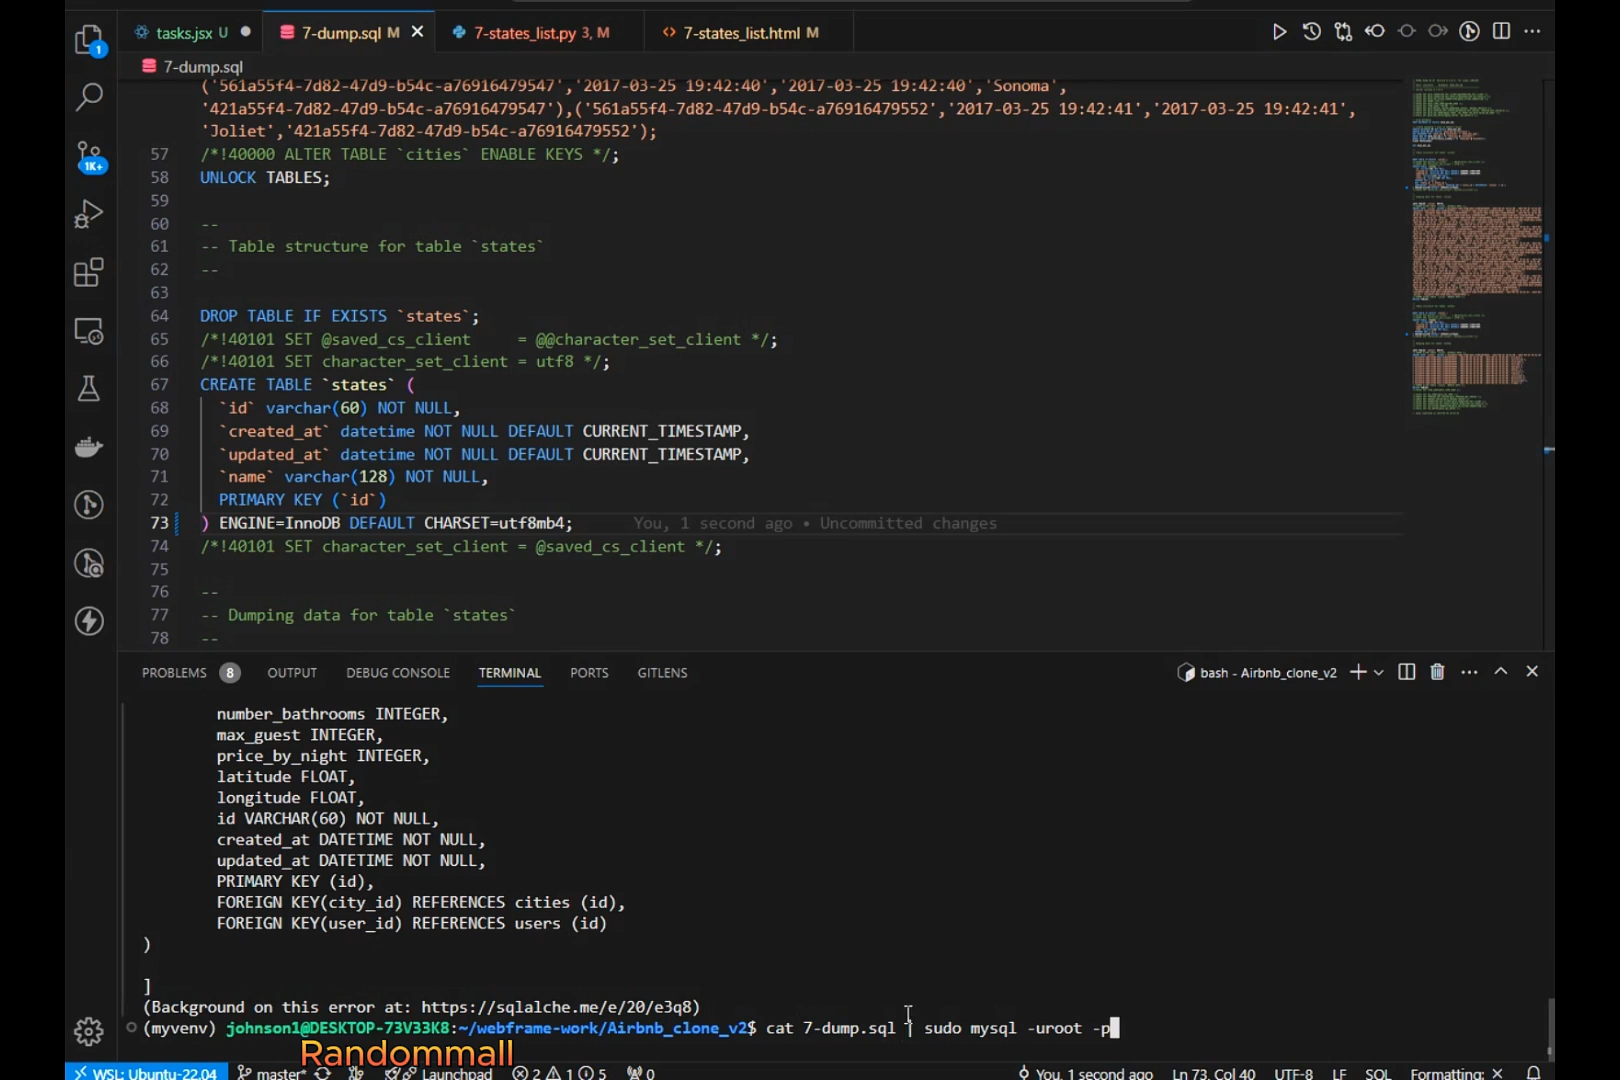 tasks.jsx U
7-dump.sql M
7-states_list.py 3, M
7-states_list.html M
7-dump.sql
('561a55f4-7d82-47d9-b54c-a76916479547','2017-03-25 19:42:40','2017-03-25 19:42:40','Sonoma',
'421a55f4-7d82-47d9-b54c-a76916479547'),('561a55f4-7d82-47d9-b54c-a76916479552','2017-03-25 19:42:41','2017-03-25 19:42:41',
'Joliet','421a55f4-7d82-47d9-b54c-a76916479552');
57 /*!40000 ALTER TABLE `cities` ENABLE KEYS */;
58 UNLOCK TABLES;
59
60 --
61 -- Table structure for table `states`
62 --
63
64 DROP TABLE IF EXISTS `states`;
65 /*!40101 SET @saved_cs_client     = @@character_set_client */;
66 /*!40101 SET character_set_client = utf8 */;
67 CREATE TABLE `states` (
68 `id` varchar(60) NOT NULL,
69 `created_at` datetime NOT NULL DEFAULT CURRENT_TIMESTAMP,
70 `updated_at` datetime NOT NULL DEFAULT CURRENT_TIMESTAMP,
71 `name` varchar(128) NOT NULL,
72 PRIMARY KEY (`id`)
73 ) ENGINE=InnoDB DEFAULT CHARSET=utf8mb4; You, 1 second ago • Uncommitted changes
74 /*!40101 SET character_set_client = @saved_cs_client */;
75
76 --
77 -- Dumping data for table `states`
78 --
1
1K+
PROBLEMS 8 OUTPUT DEBUG CONSOLE TERMINAL PORTS GITLENS
bash - Airbnb_clone_v2
number_bathrooms INTEGER,
max_guest INTEGER,
price_by_night INTEGER,
latitude FLOAT,
longitude FLOAT,
id VARCHAR(60) NOT NULL,
created_at DATETIME NOT NULL,
updated_at DATETIME NOT NULL,
PRIMARY KEY (id),
FOREIGN KEY(city_id) REFERENCES cities (id),
FOREIGN KEY(user_id) REFERENCES users (id)
)
]
(Background on this error at: https://sqlalche.me/e/20/e3q8)
(myvenv) johnson1@DESKTOP-73V33K8:~/webframe-work/Airbnb_clone_v2$ cat 7-dump.sql | sudo mysql -uroot -p
Randommall
WSL: Ubuntu-22.04 master* Launchpad 2 1 5 0 You, 1 second ago Ln 73, Col 40 UTF-8 LF SQL Formatting: ×